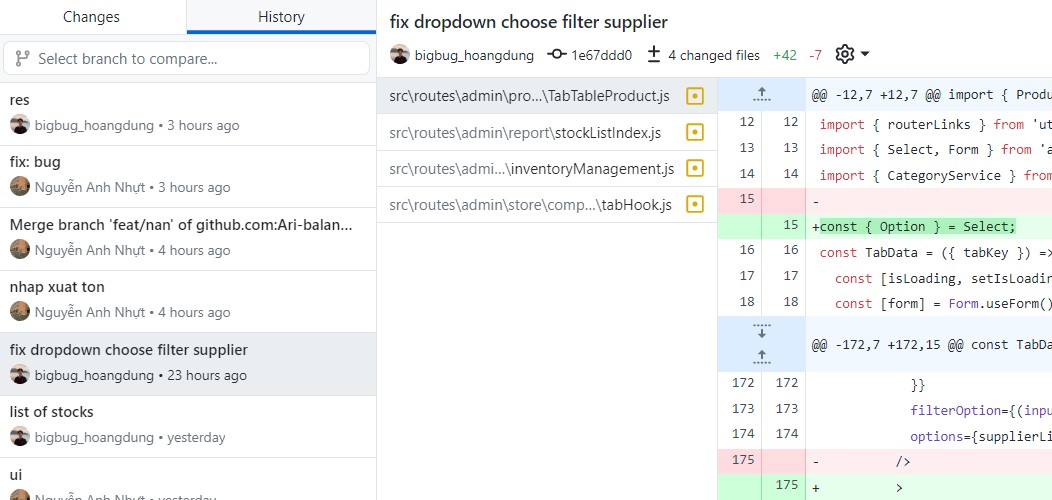 Changes
History
Select branch to compare...
res
bigbug_hoangdung • 3 hours ago
fix: bug
Nguyễn Anh Nhựt • 3 hours ago
Merge branch 'feat/nan' of github.com:Ari-balan...
Nguyễn Anh Nhựt • 4 hours ago
nhap xuat ton
Nguyễn Anh Nhựt • 4 hours ago
fix dropdown choose filter supplier
bigbug_hoangdung • 23 hours ago
list of stocks
bigbug_hoangdung • yesterday
ui
Nguyễn Anh Nhựt • yesterday
fix dropdown choose filter supplier
bigbug_hoangdung 1e67ddd0 4 changed files +42 -7
src\routes\admin\pro...\TabTableProduct.js
src\routes\admin\report\stockListIndex.js
src\routes\admi...\inventoryManagement.js
src\routes\admin\store\comp...\tabHook.js
@@ -12,7 +12,7 @@ import { Produ
12 12 import { routerLinks } from 'ut
13 13 import { Select, Form } from 'a
14 14 import { CategoryService } from
15 -
15 +const { Option } = Select;
16 16 const TabData = ({ tabKey }) =>
17 17 const [isLoading, setIsLoadin
18 18 const [form] = Form.useForm()
@@ -172,7 +172,15 @@ const TabDa
172 172 }}
173 173 filterOption={(inpu
174 174 options={supplierLi
175 - />
175 + >